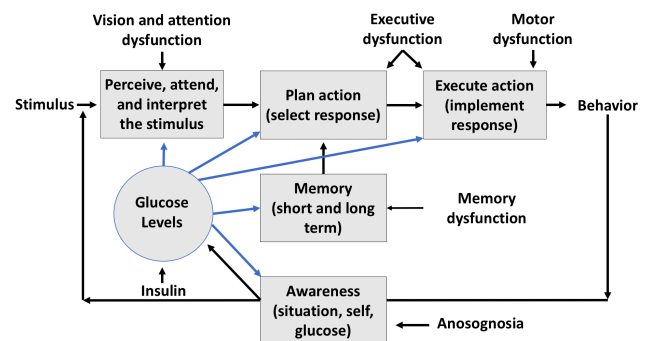 Vision and attention
dysfunction
Executive
dysfunction
Motor
dysfunction
Stimulus
Perceive, attend,
and interpret
the stimulus
Plan action
(select response)
Execute action
(implement
response)
Behavior
Glucose
Levels
Memory
(short and long
term)
Memory
dysfunction
Insulin
Awareness
(situation, self,
glucose)
Anosognosia